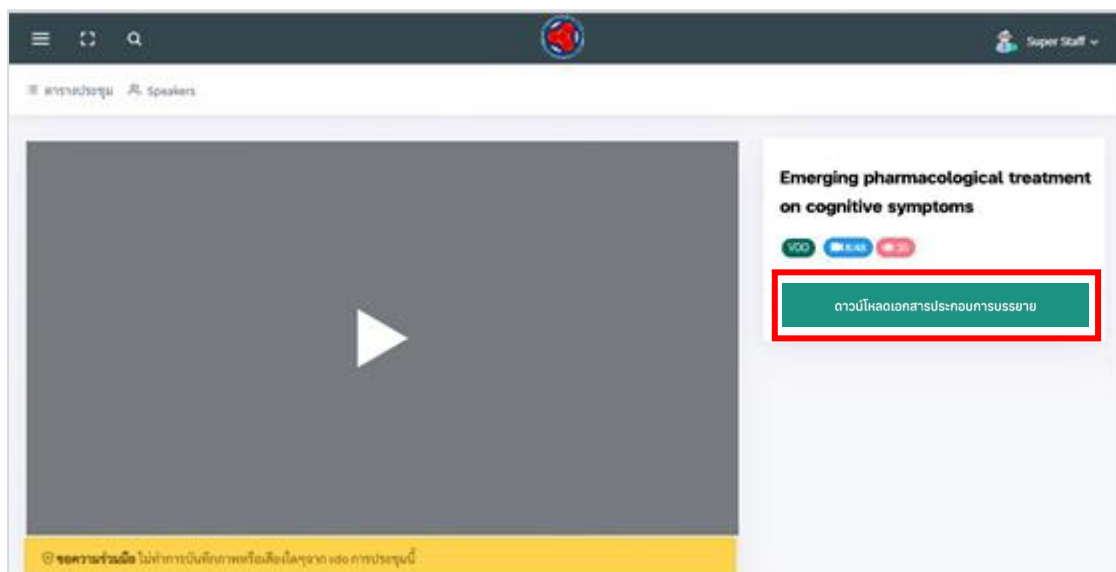 Super Staff
ตารางประชุม Speakers
Emerging pharmacological treatment
on cognitive symptoms
VDO
ดาวน์โหลดเอกสารประกอบการบรรยาย
ขอความร่วมมือ ไม่ทำการบันทึกภาพหรือเสียงใดๆจาก vdo การประชุมนี้